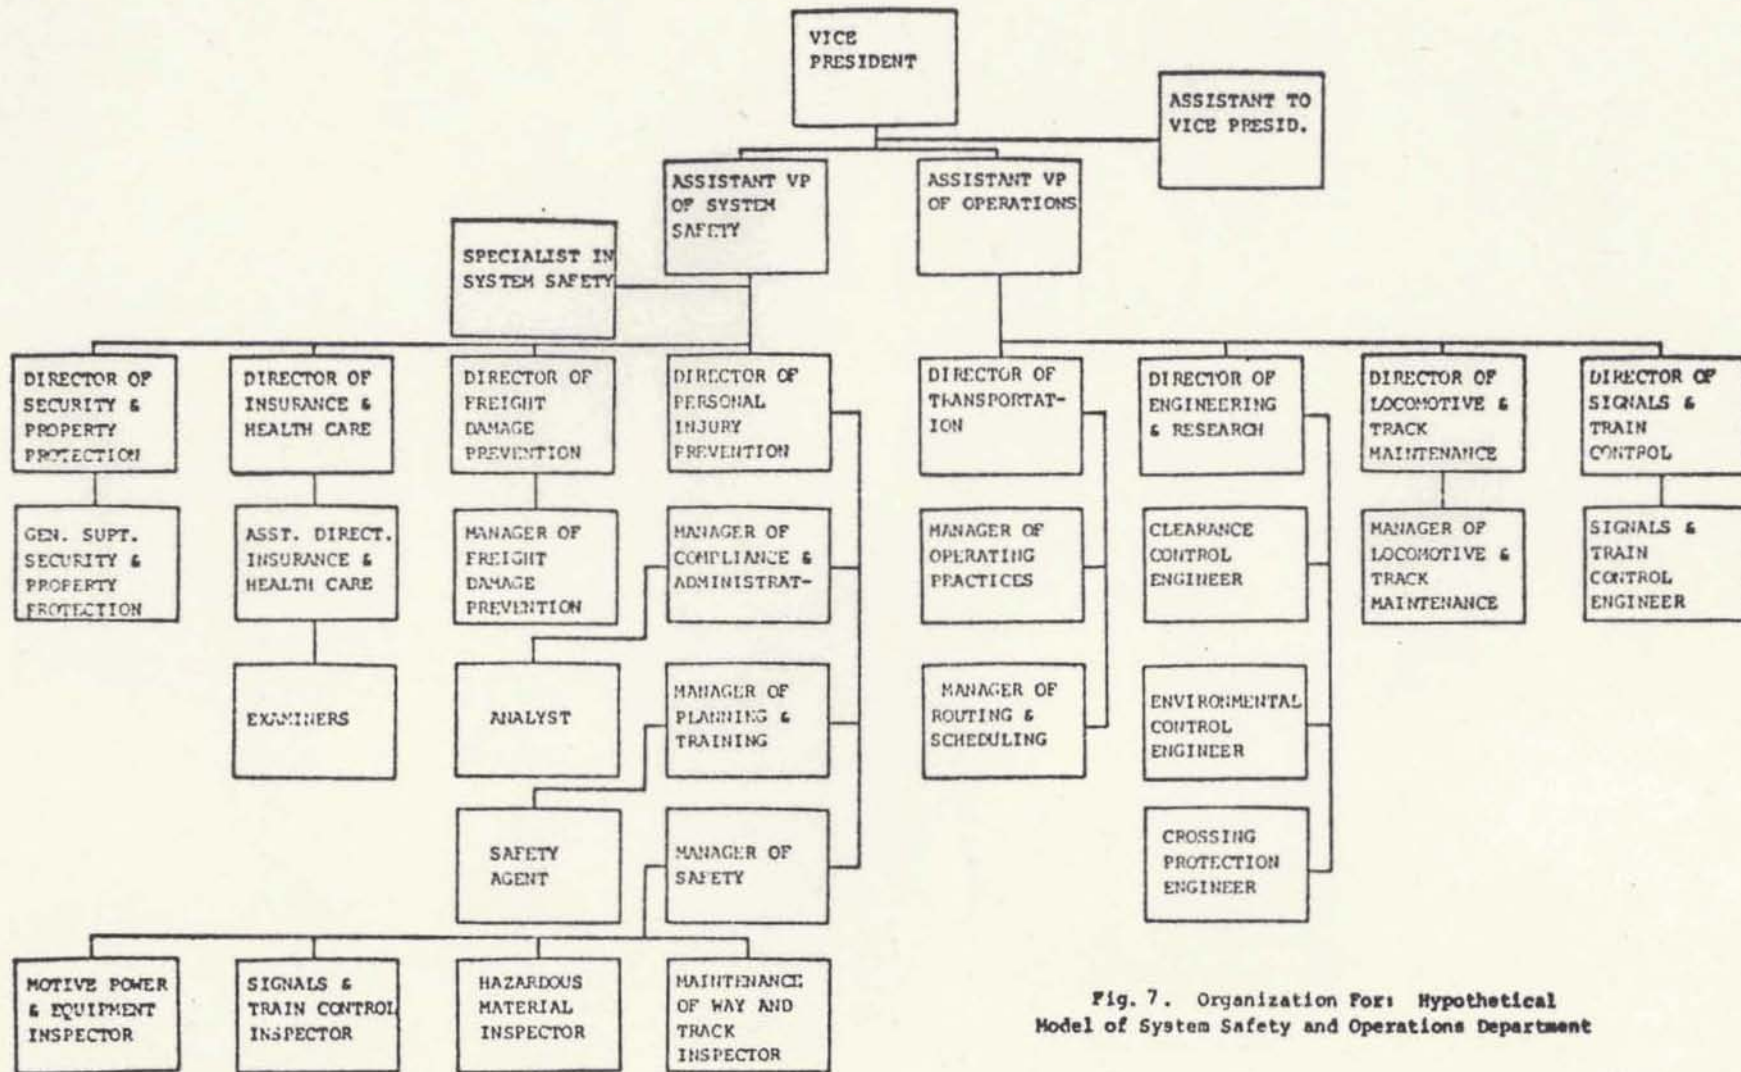 VICE
PRESIDENT
ASSISTANT TO
VICE PRESID.
ASSISTANT VP
OF SYSTEM
SAFETY
ASSISTANT VP
OF OPERATIONS
SPECIALIST IN
SYSTEM SAFETY
DIRECTOR OF
SECURITY &
PROPERTY
PROTECTION
DIRECTOR OF
INSURANCE &
HEALTH CARE
DIRECTOR OF
FREIGHT
DAMAGE
PREVENTION
DIRECTOR OF
PERSONAL
INJURY
PREVENTION
DIRECTOR OF
TRANSPORTAT-
ION
DIRECTOR OF
ENGINEERING
& RESEARCH
DIRECTOR OF
LOCOMOTIVE &
TRACK
MAINTENANCE
DIRECTOR OF
SIGNALS &
TRAIN
CONTROL
GEN. SUPT.
SECURITY &
PROPERTY
PROTECTION
ASST. DIRECT.
INSURANCE &
HEALTH CARE
MANAGER OF
FREIGHT
DAMAGE
PREVENTION
MANAGER OF
COMPLIANCE &
ADMINISTRAT-
MANAGER OF
OPERATING
PRACTICES
CLEARANCE
CONTROL
ENGINEER
MANAGER OF
LOCOMOTIVE &
TRACK
MAINTENANCE
SIGNALS &
TRAIN
CONTROL
ENGINEER
EXAMINERS
ANALYST
MANAGER OF
PLANNING &
TRAINING
MANAGER OF
ROUTING &
SCHEDULING
ENVIRONMENTAL
CONTROL
ENGINEER
SAFETY
AGENT
MANAGER OF
SAFETY
CROSSING
PROTECTION
ENGINEER
MOTIVE POWER
& EQUIPMENT
INSPECTOR
SIGNALS &
TRAIN CONTROL
INSPECTOR
HAZARDOUS
MATERIAL
INSPECTOR
MAINTENANCE
OF WAY AND
TRACK
INSPECTOR
Fig. 7. Organization For: Hypothetical
Model of System Safety and Operations Department